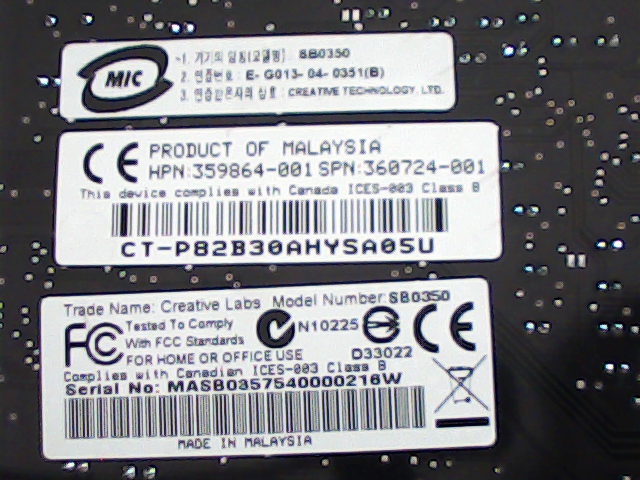 MIC
1. 기기의 명칭(모델명): SB0350
2. 인증번호: E-G013-04-0351(B)
3. 인증받은자의 상호: CREATIVE TECHNOLOGY. LTD.
CE PRODUCT OF MALAYSIA
HPN:359864-001 SPN:360724-001
This device complies with Canada ICES-003 Class B
CT-P82B30AHYSA05U
Trade Name: Creative Labs Model Number: SB0350
FC Tested To Comply
With FCC Standards
FOR HOME OR OFFICE USE
N10225
D33022
CE
Complies with Canadian ICES-003 Class B
Serial No: MASB0357540000216W
MADE IN MALAYSIA